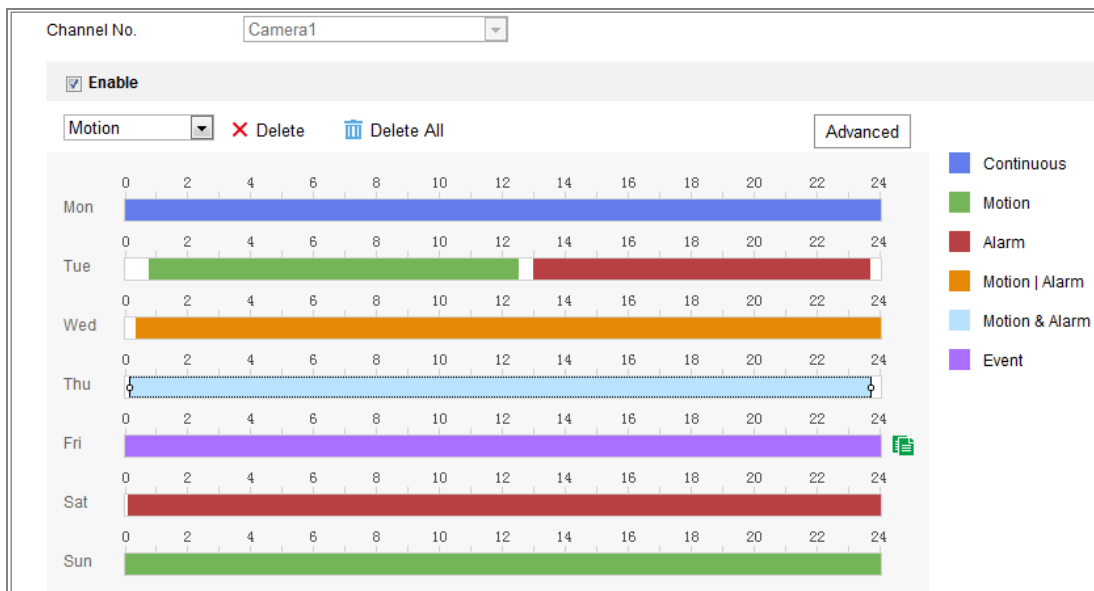 Channel No. Camera1
Enable
Motion Delete Delete All Advanced
Continuous
Motion
Alarm
Motion | Alarm
Motion & Alarm
Event
0 2 4 6 8 10 12 14 16 18 20 22 24
Mon
0 2 4 6 8 10 12 14 16 18 20 22 24
Tue
0 2 4 6 8 10 12 14 16 18 20 22 24
Wed
0 2 4 6 8 10 12 14 16 18 20 22 24
Thu
0 2 4 6 8 10 12 14 16 18 20 22 24
Fri
0 2 4 6 8 10 12 14 16 18 20 22 24
Sat
0 2 4 6 8 10 12 14 16 18 20 22 24
Sun